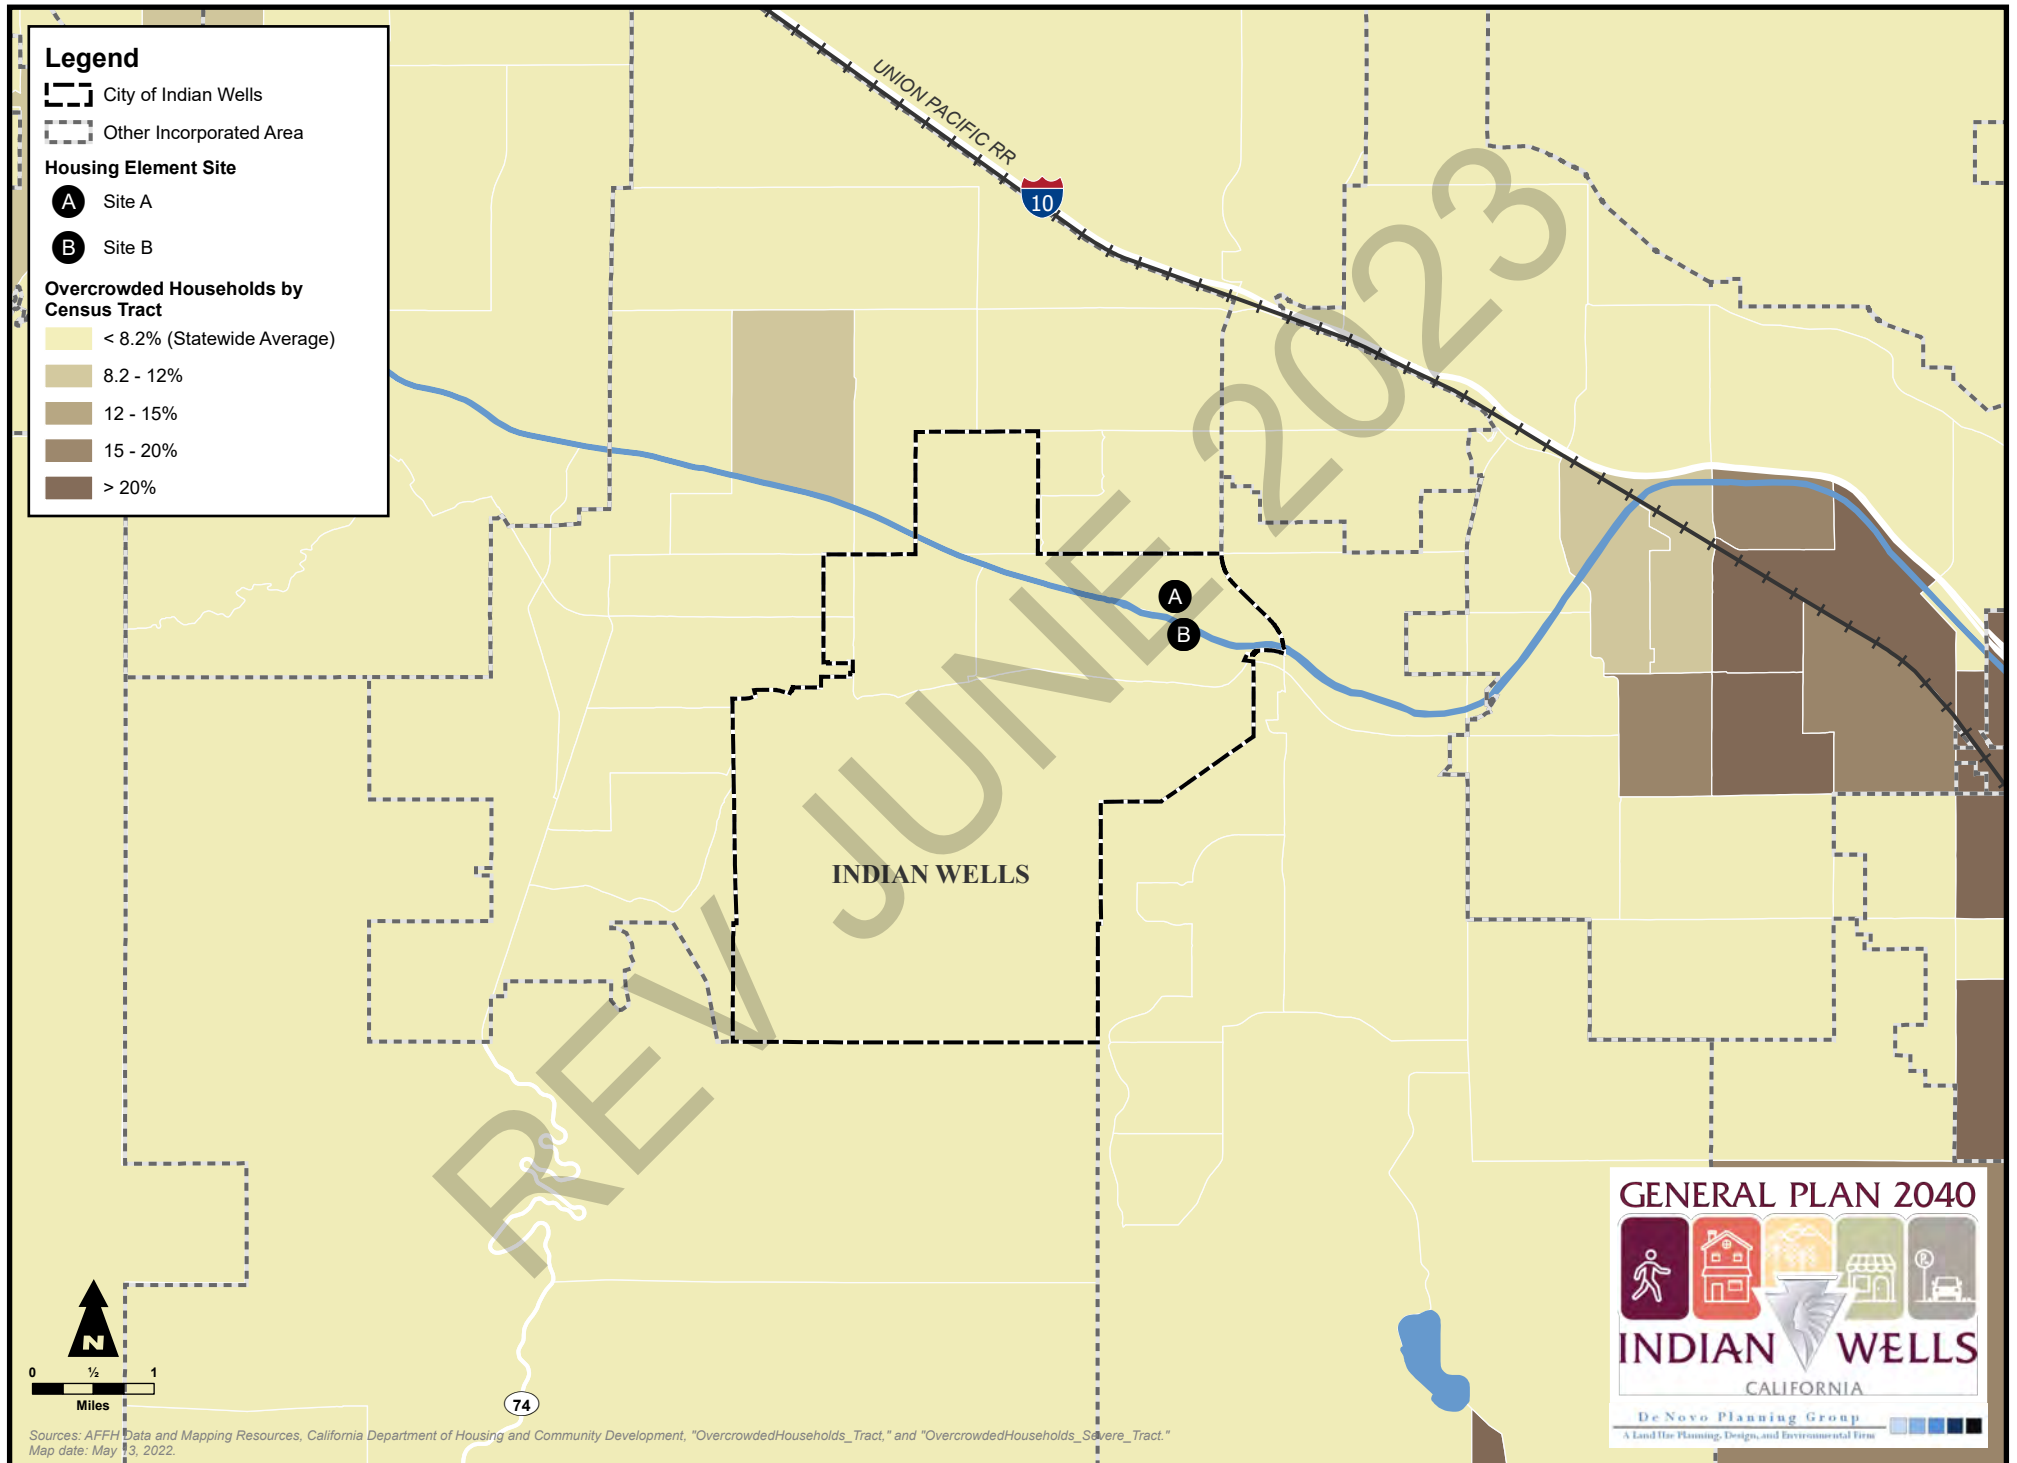 Legend
City of Indian Wells
Other Incorporated Area
Housing Element Site
A Site A
B Site B
Overcrowded Households by
Census Tract
< 8.2% (Statewide Average)
8.2 - 12%
12 - 15%
15 - 20%
> 20%
UNION PACIFIC RR
10
A
B
INDIAN WELLS
REV JUNE 2023
74
N
0 ½ 1
Miles
Sources: AFFH Data and Mapping Resources, California Department of Housing and Community Development, "OvercrowdedHouseholds_Tract," and "OvercrowdedHouseholds_Severe_Tract."
Map date: May 13, 2022.
GENERAL PLAN 2040
P
INDIAN WELLS
CALIFORNIA
De Novo Planning Group
A Land Use Planning, Design, and Environmental Firm